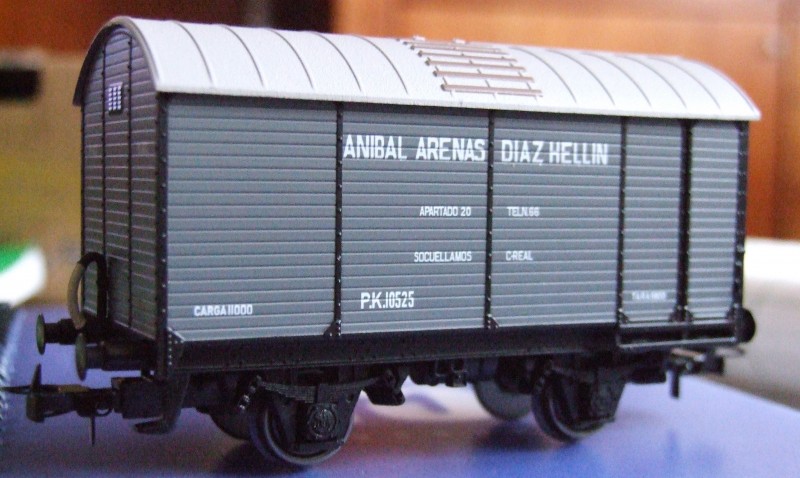 ANIBAL ARENAS DIAZ HELLIN
APARTADO 20 TELN.66
SOCUELLAMOS C-REAL
P.K.10525
CARGA 11000